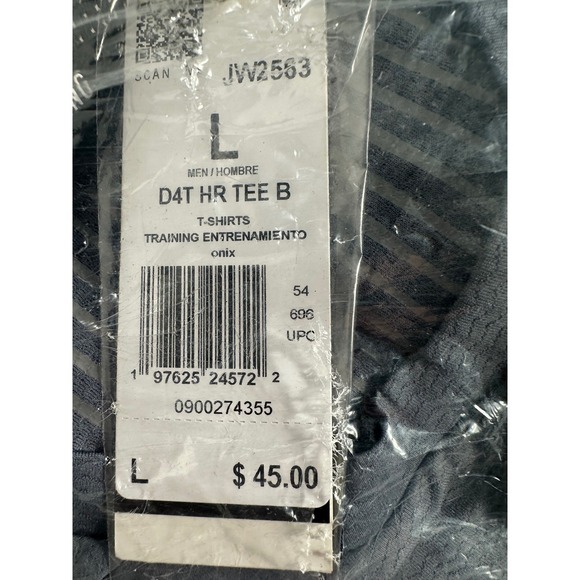 SCAN
JW2563
L
MEN / HOMBRE
D4T HR TEE B
T-SHIRTS
TRAINING ENTRENAMIENTO
onix
54
696
UPC
1 97625 24572 2
0900274355
L $ 45.00